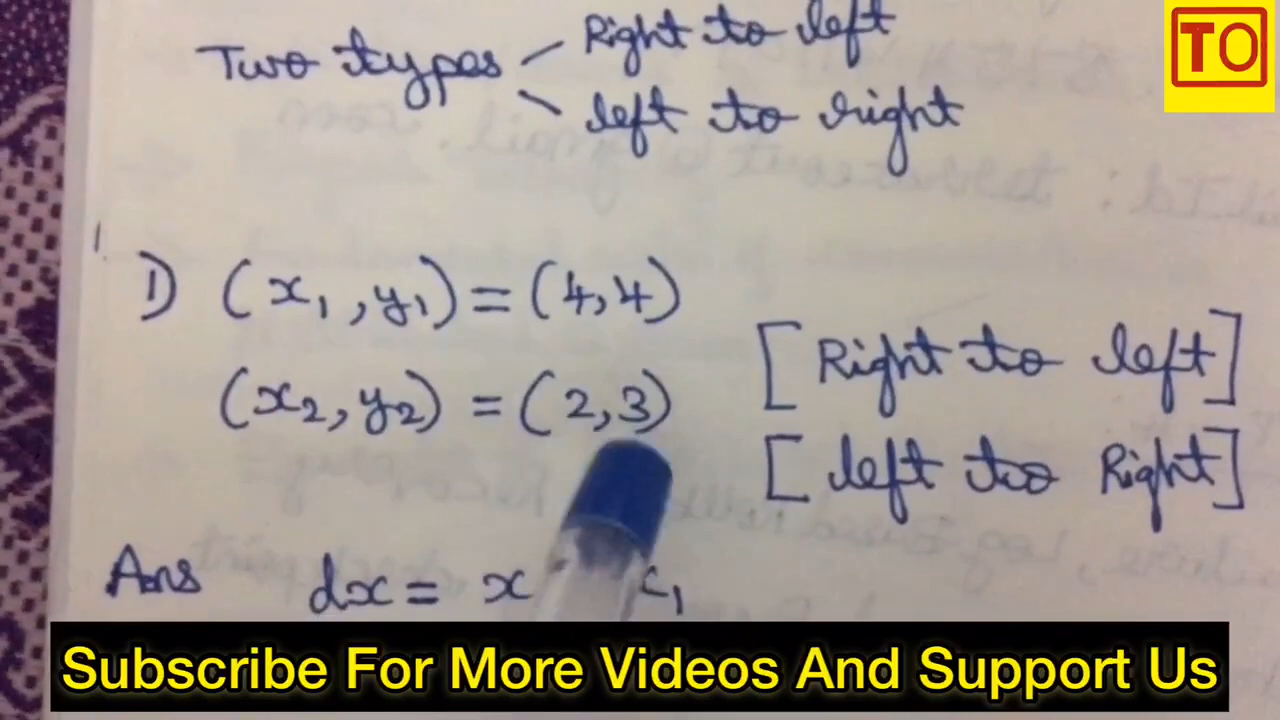 Two types Right to left
left to right
TO
1) (x1, y1) = (4,4)
(x2, y2) = (2,3)
[Right to left]
[left to Right]
Ans dx = x
Subscribe For More Videos And Support Us